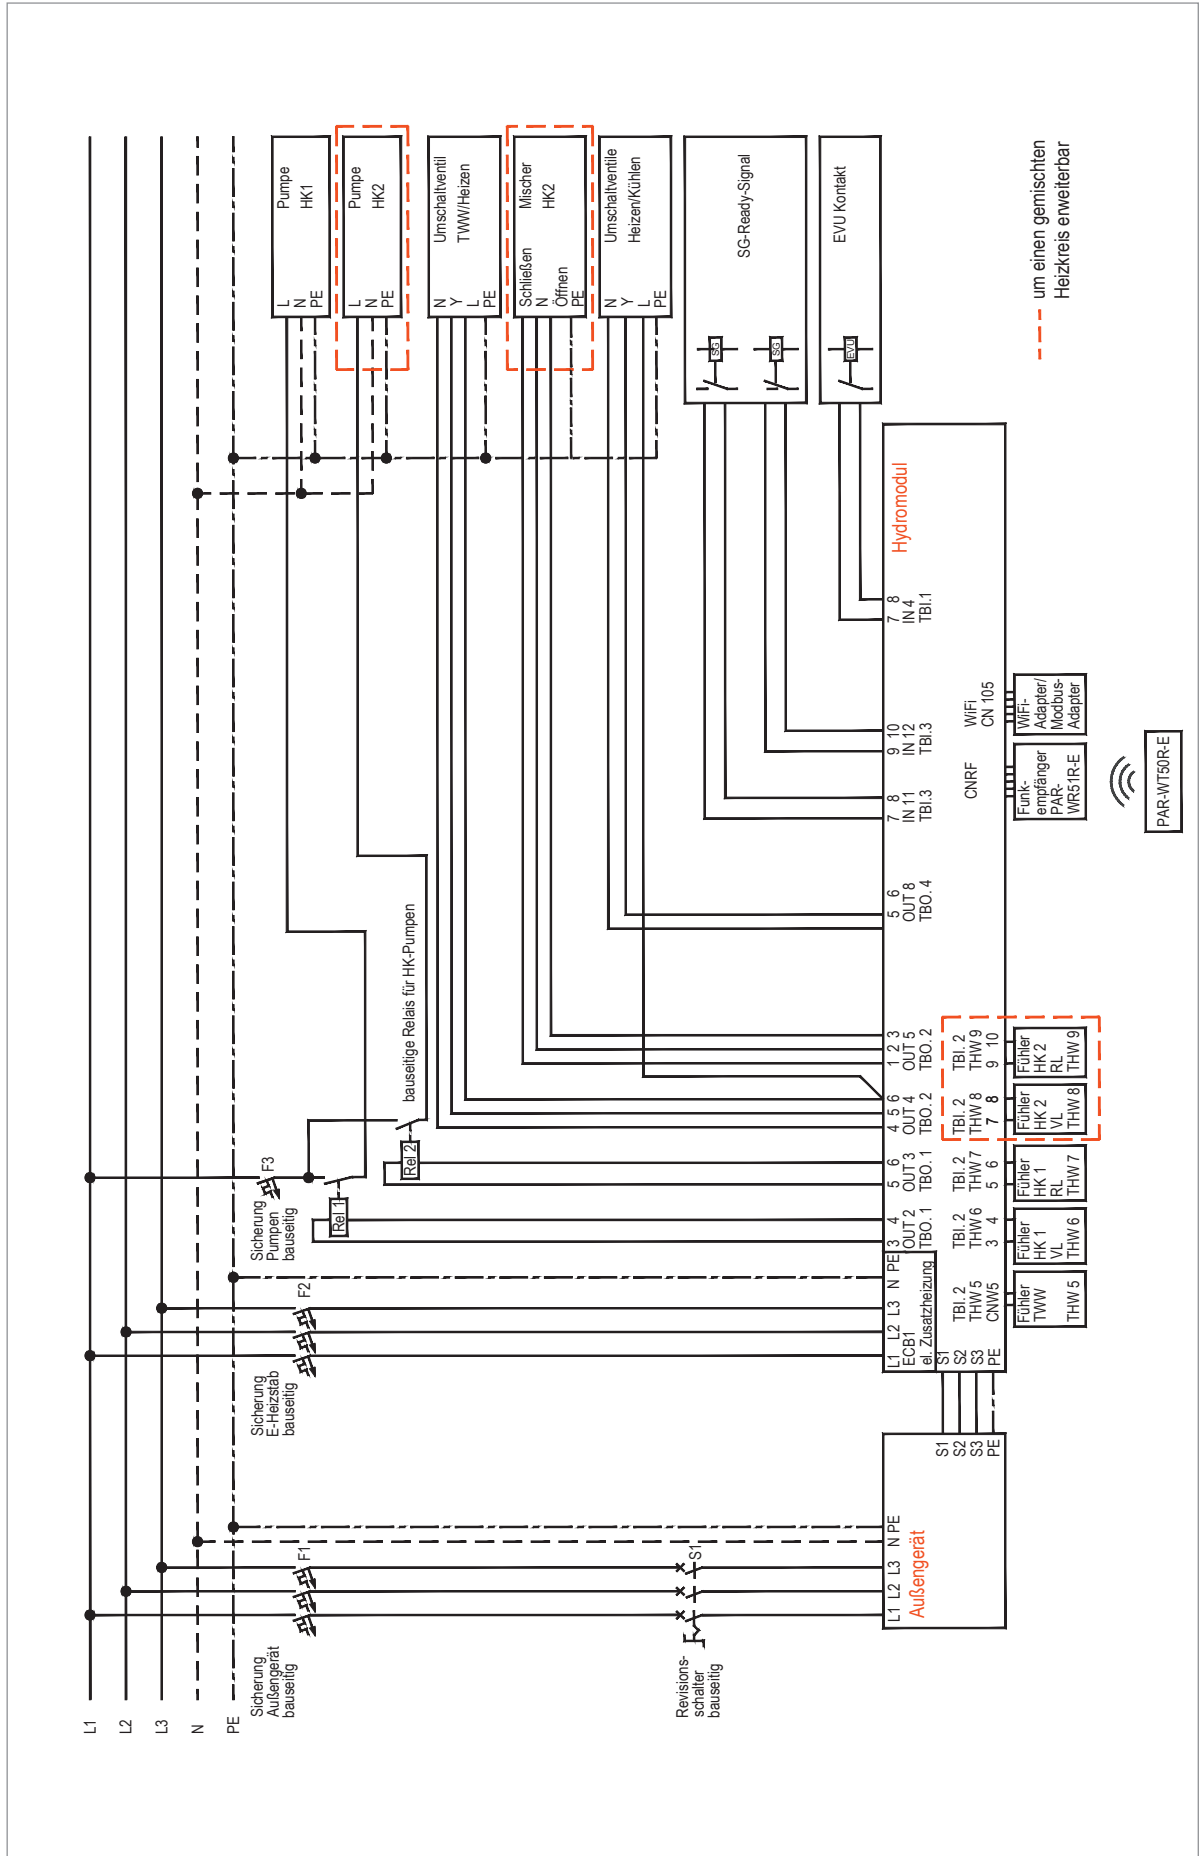 L1
L2
L3
N
PE
Sicherung
Außengerät
bauseitig
F1
Revisions-
schalter
bauseitig
S1
L1 L2 L3 N PE
Außengerät
S1
S2
S3
PE
Sicherung
E-Heizstab
bauseitig
F2
Sicherung
Pumpen
bauseitig
F3
Rel 1
Rel 2
bauseitige Relais für HK-Pumpen
Pumpe
HK1
L
N
PE
Pumpe
HK2
L
N
PE
Umschaltventil
TWW/Heizen
N
Y
L
PE
Mischer
HK2
Schließen
N
Öffnen
PE
Umschaltventile
Heizen/Kühlen
N
Y
L
PE
SG-Ready-Signal
SG
SG
EVU Kontakt
EVU
Hydromodul
L1 L2 L3 N PE
ECB1
el. Zusatzheizung
S1
S2
S3
PE
3 4
OUT 2
TBO. 1
5 6
OUT 3
TBO. 1
4 5 6
OUT 4
TBO. 2
1 2 3
OUT 5
TBO. 2
5 6
OUT 8
TBO. 4
7 8
IN 11
TBI.3
9 10
IN 12
TBI.3
7 8
IN 4
TBI.1
TBI. 2
THW 5
CNW5
TBI. 2
THW 6
3 4
TBI. 2
THW 7
5 6
TBI. 2
THW 8
7 8
TBI. 2
THW 9
9 10
CNRF
WiFi
CN 105
Fühler
TWW
THW 5
Fühler
HK 1
VL
THW 6
Fühler
HK 1
RL
THW 7
Fühler
HK 2
VL
THW 8
Fühler
HK 2
RL
THW 9
Funk-
empfänger
PAR-
WR51R-E
WiFi-
Adapter/
Modbus-
Adapter
PAR-WT50R-E
um einen gemischten
Heizkreis erweiterbar